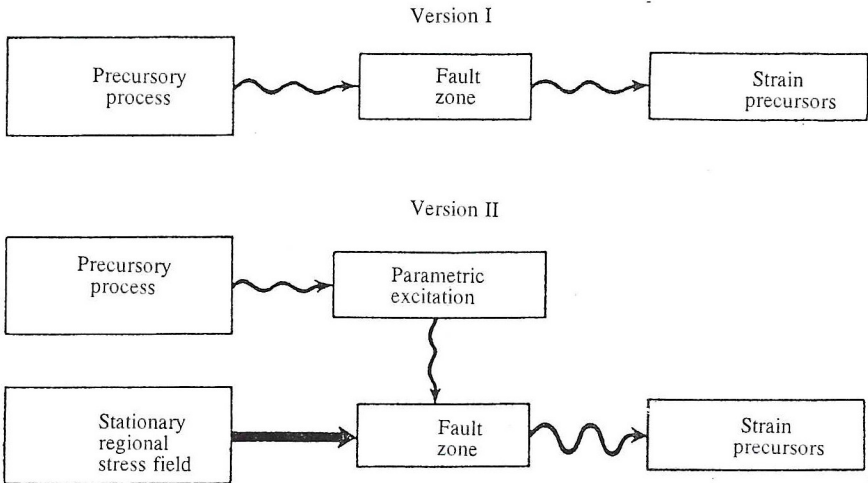 Version I
Precursory
process
Fault
zone
Strain
precursors
Version II
Precursory
process
Parametric
excitation
Stationary
regional
stress field
Fault
zone
Strain
precursors